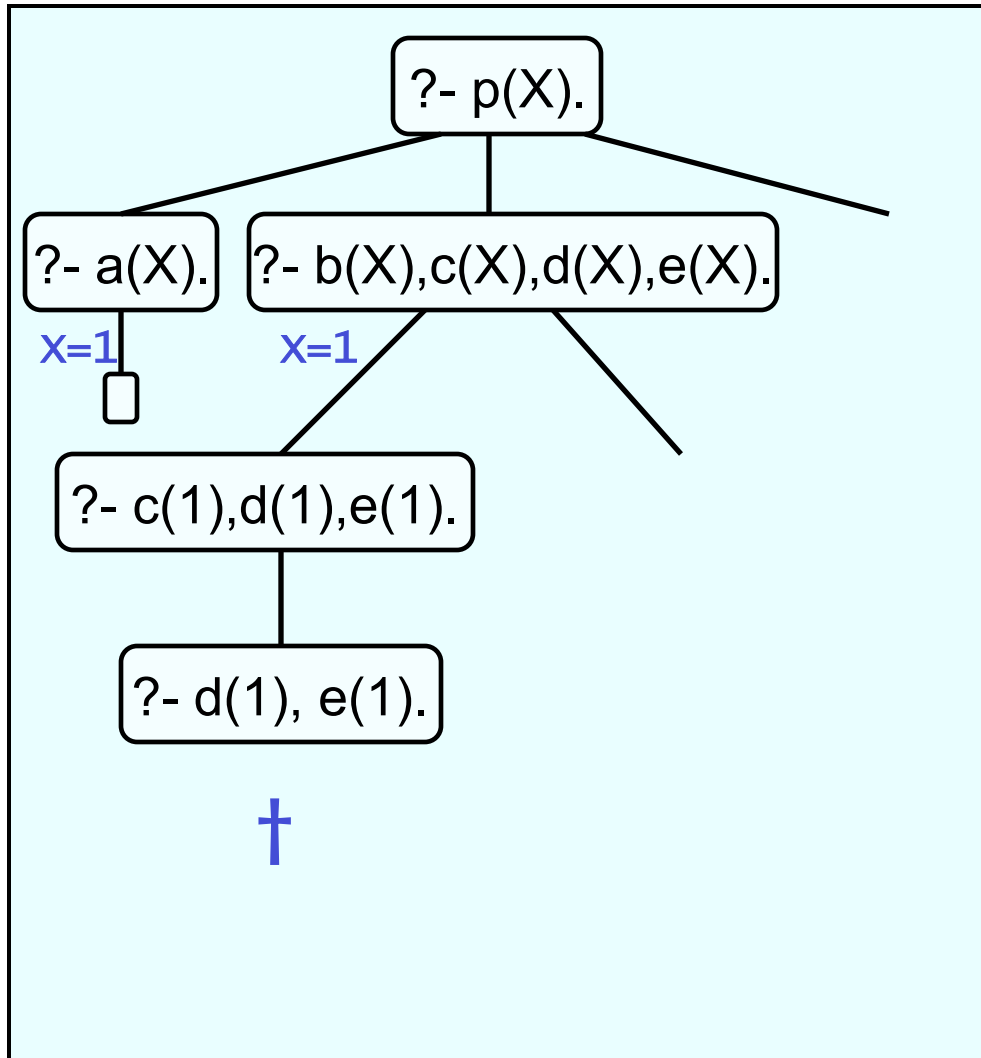 ?- p(X).
?- a(X).
?- b(X),c(X),d(X),e(X).
x=1
x=1
?- c(1),d(1),e(1).
?- d(1), e(1).
†